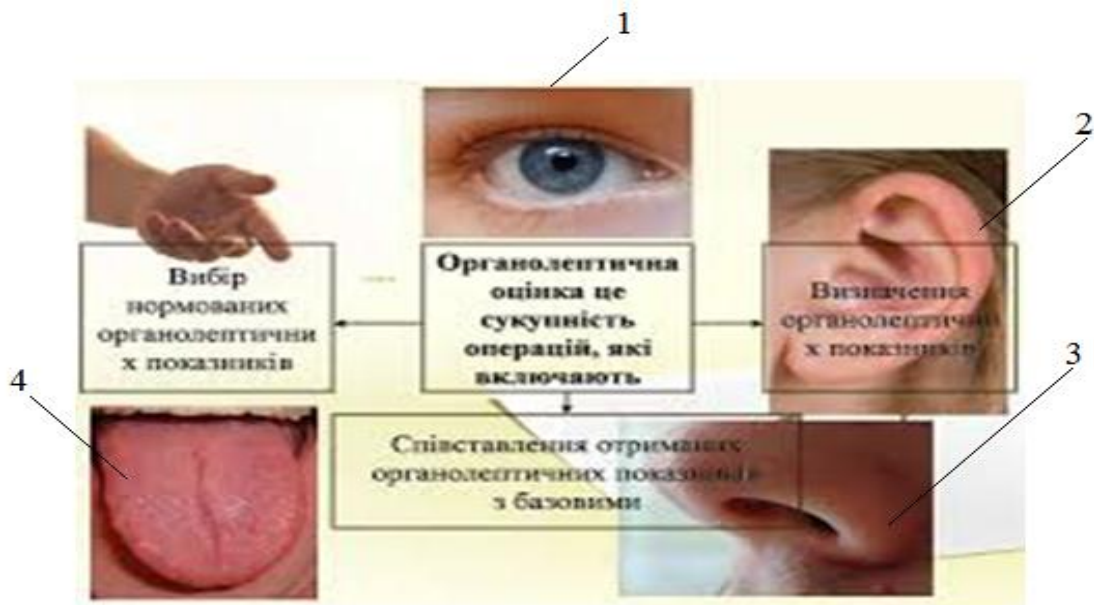 1
2
Вибір
нормованих
органолептични
х показників
Органолептична
оцінка це
сукупність
операцій, які
включають
Визначення
органолептични
х показників
3
4
Співставлення отриманих
органолептичних показників
з базовими